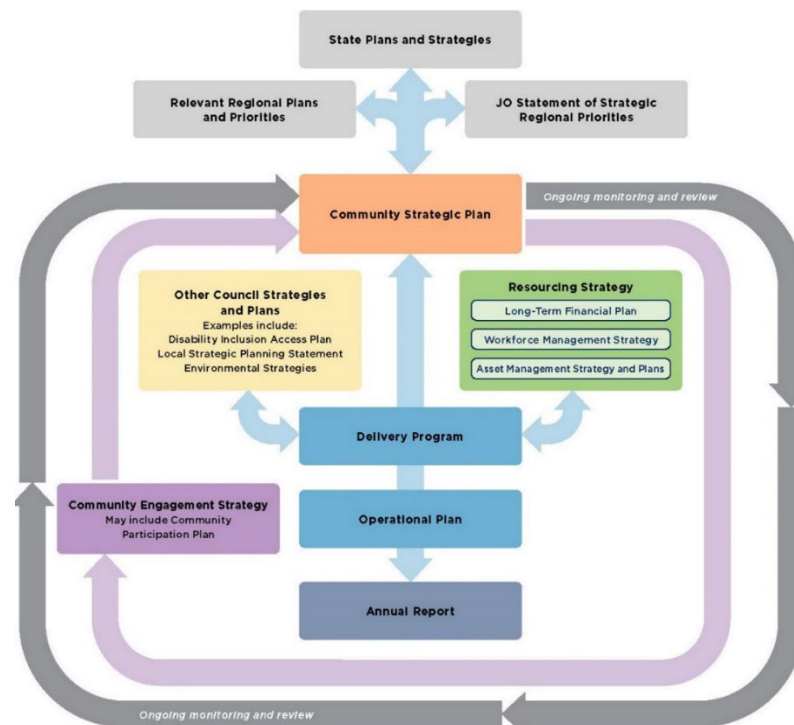 State Plans and Strategies
Relevant Regional Plans
and Priorities
JO Statement of Strategic
Regional Priorities
Community Strategic Plan
Ongoing monitoring and review
Other Council Strategies
and Plans
Examples include:
Disability Inclusion Access Plan
Local Strategic Planning Statement
Environmental Strategies
Resourcing Strategy
Long-Term Financial Plan
Workforce Management Strategy
Asset Management Strategy and Plans
Delivery Program
Community Engagement Strategy
May include Community
Participation Plan
Operational Plan
Annual Report
Ongoing monitoring and review